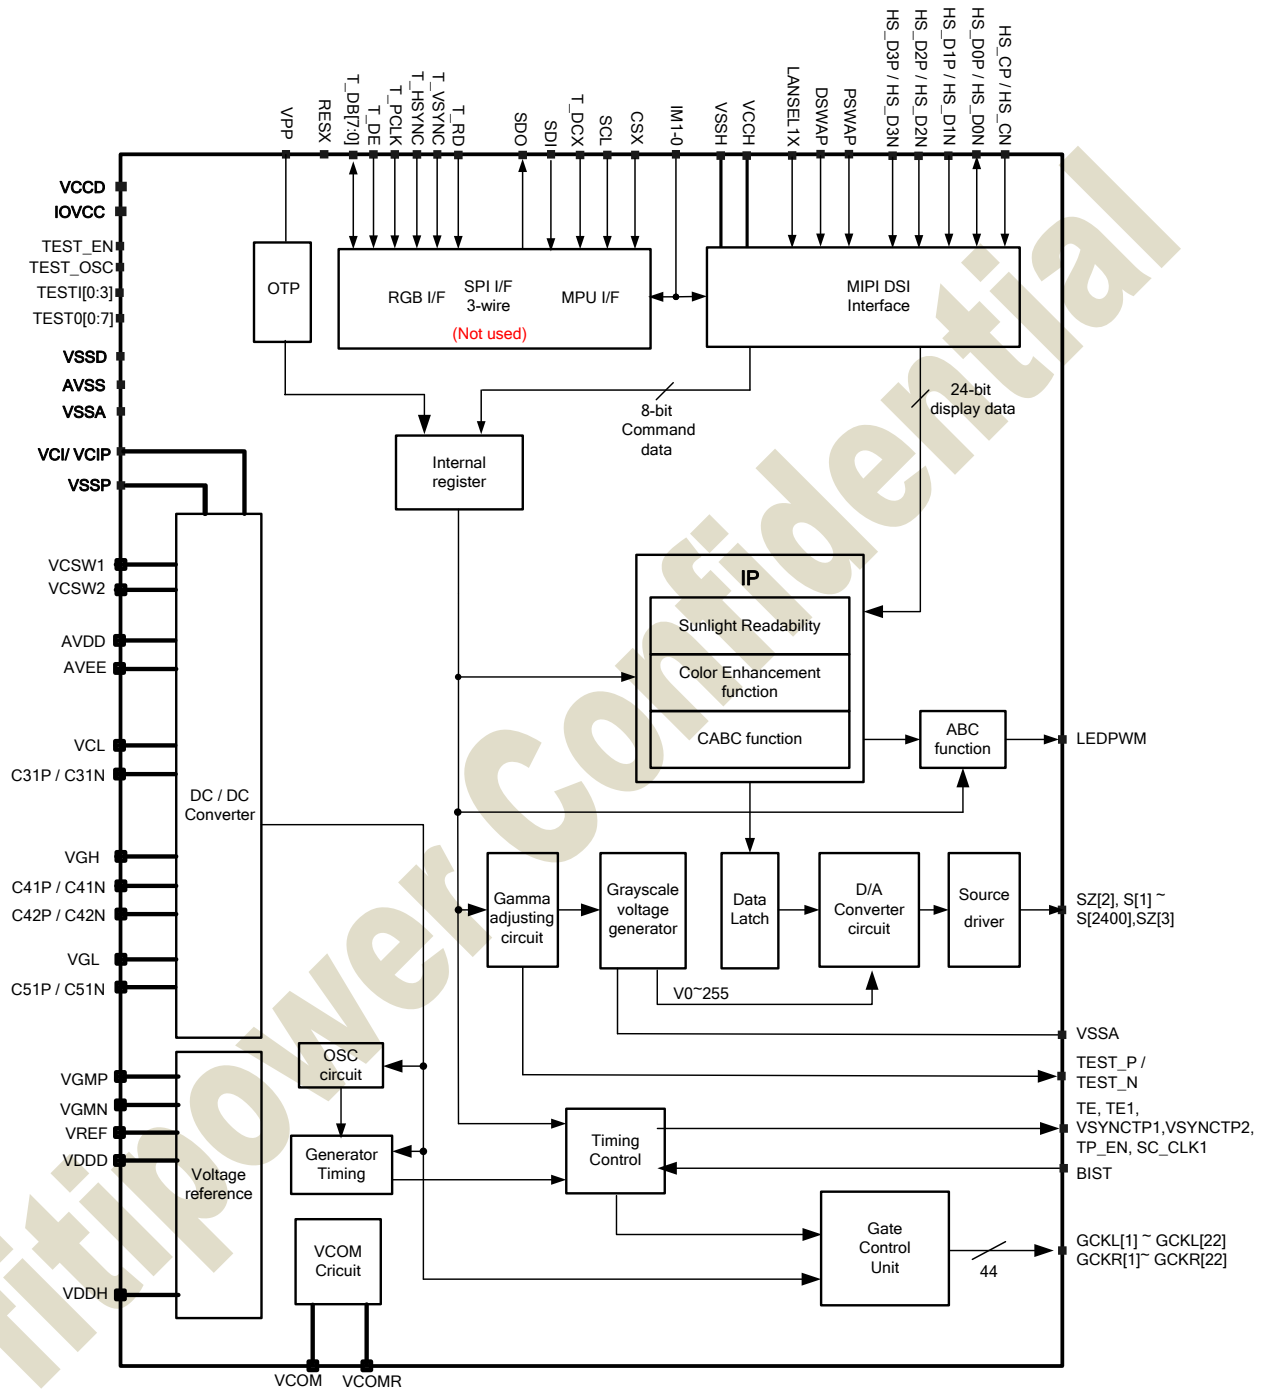 VPP
RESX
T_DB[7:0]
T_DE
T_PCLK
T_HSYNC
T_VSYNC
T_RD
SDO
SDI
T_DCX
SCL
CSX
IM1-0
VSSH
VCCH
LANSEL1X
DSWAP
PSWAP
HS_D3P / HS_D3N
HS_D2P / HS_D2N
HS_D1P / HS_D1N
HS_D0P / HS_D0N
HS_CP / HS_CN
VCCD
IOVCC
TEST_EN
TEST_OSC
TESTI[0:3]
TEST0[0:7]
VSSD
AVSS
VSSA
VCI/ VCIP
VSSP
VCSW1
VCSW2
AVDD
AVEE
VCL
C31P / C31N
VGH
C41P / C41N
C42P / C42N
VGL
C51P / C51N
VGMP
VGMN
VREF
VDDD
VDDH
OTP
RGB I/F
SPI I/F
3-wire
MPU I/F
(Not used)
MIPI DSI
Interface
8-bit
Command
data
24-bit
display data
Internal
register
IP
Sunlight Readability
Color Enhancement
function
CABC function
ABC
function
LEDPWM
DC / DC
Converter
Gamma
adjusting
circuit
Grayscale
voltage
generator
Data
Latch
D/A
Converter
circuit
Source
driver
SZ[2], S[1] ~
S[2400],SZ[3]
V0~255
VSSA
TEST_P /
TEST_N
OSC
circuit
Generator
Timing
Timing
Control
TE, TE1,
VSYNCTP1,VSYNCTP2,
TP_EN, SC_CLK1
BIST
Voltage
reference
VCOM
Cricuit
Gate
Control
Unit
44
GCKL[1] ~ GCKL[22]
GCKR[1]~ GCKR[22]
VCOM
VCOMR
fitipower Confidential